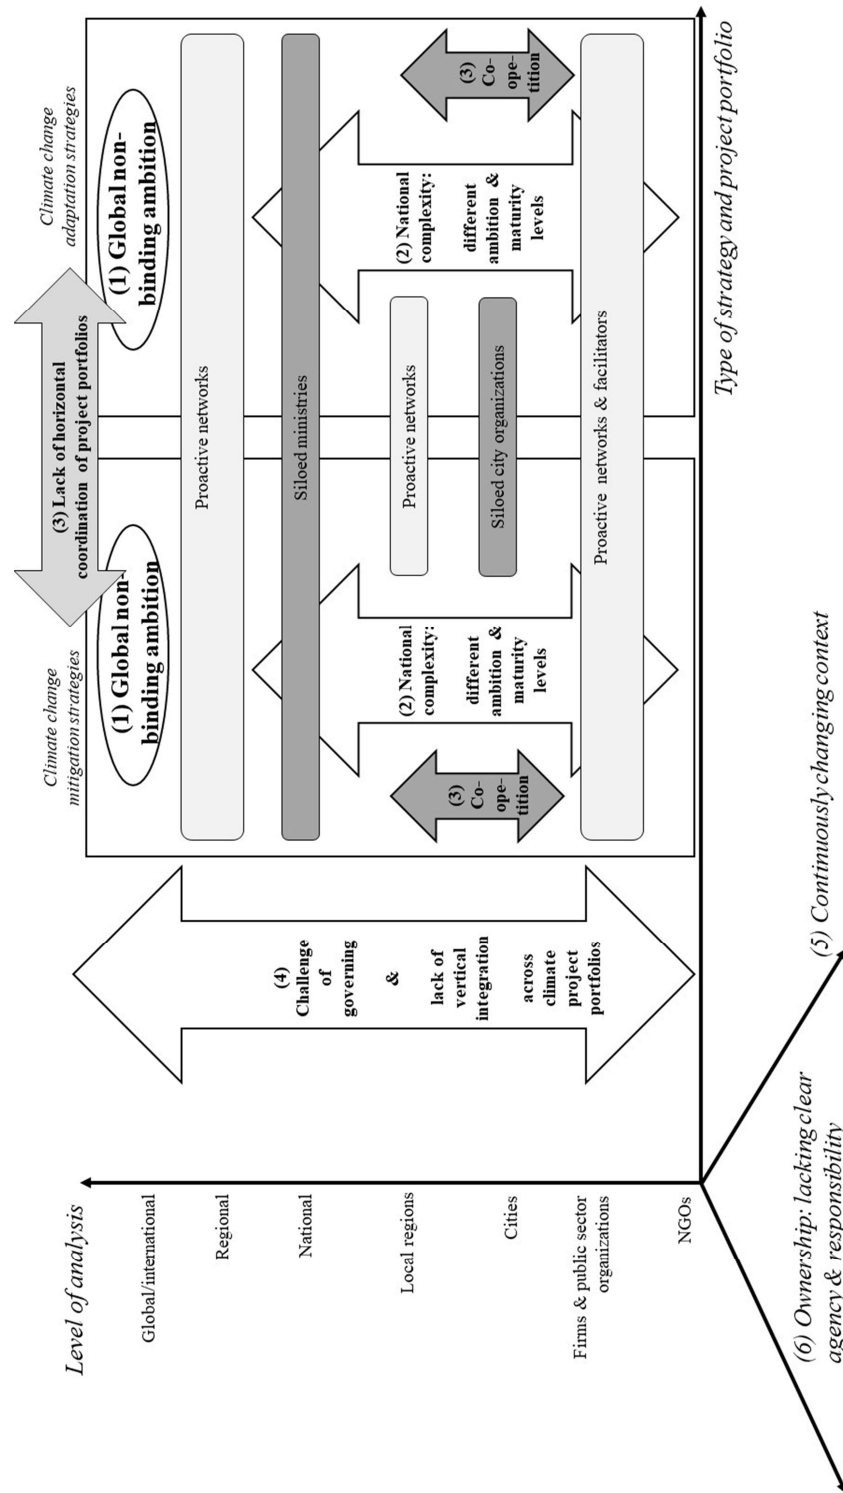 Level of analysis
Climate change
mitigation strategies
(3) Lack of horizontal
coordination of project portfolios
Climate change
adaptation strategies
Global/international
Regional
National
Local regions
Cities
Firms & public sector
organizations
NGOs
(4)
Challenge
of
governing
&
lack of
vertical
integration
across
climate
project
portfolios
(1) Global non-
binding ambition
(1) Global non-
binding ambition
Proactive networks
Siloed ministries
(3)
Co-
ope-
tition
(2) National
complexity:
different
ambition &
maturity
levels
Proactive networks
Siloed city organizations
(2) National
complexity:
different
ambition &
maturity
levels
(3)
Co-
ope-
tition
Proactive networks & facilitators
Type of strategy and project portfolio
(5) Continuously changing context
(6) Ownership: lacking clear
agency & responsibility